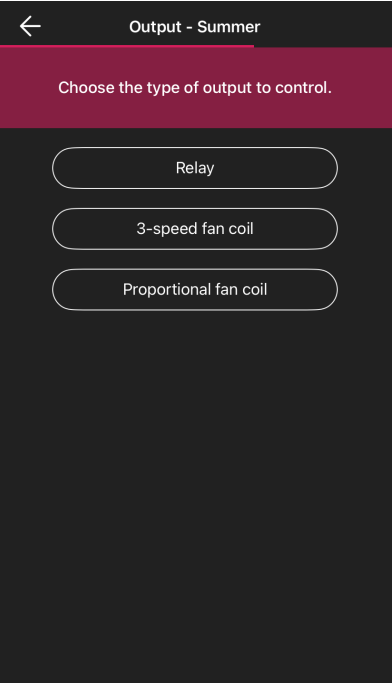 Output - Summer
Choose the type of output to control.
Relay
3-speed fan coil
Proportional fan coil